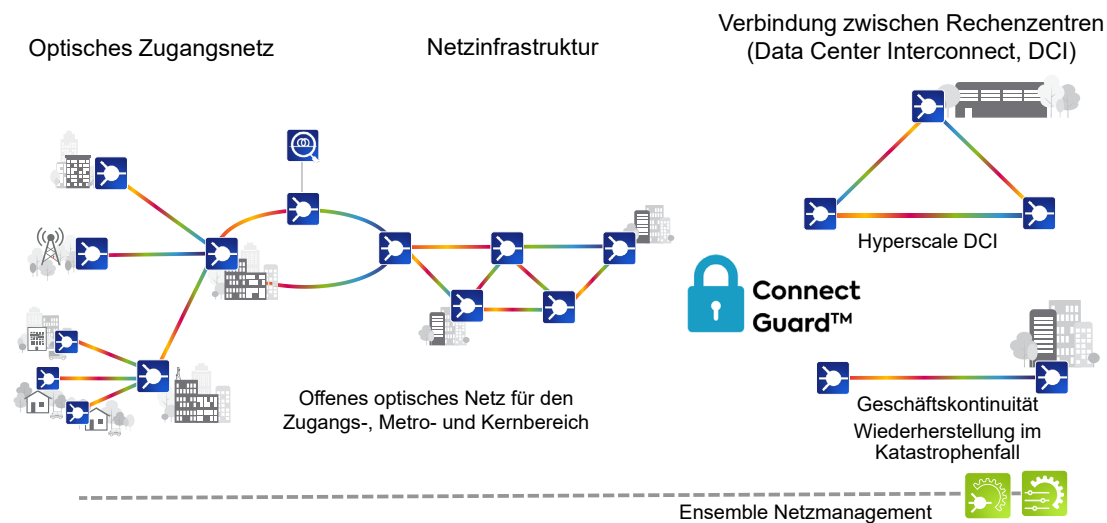 Optisches Zugangsnetz
Netzinfrastruktur
Verbindung zwischen Rechenzentren
(Data Center Interconnect, DCI)
Hyperscale DCI
Connect
Guard™
Offenes optisches Netz für den
Zugangs-, Metro- und Kernbereich
Geschäftskontinuität
Wiederherstellung im
Katastrophenfall
Ensemble Netzmanagement